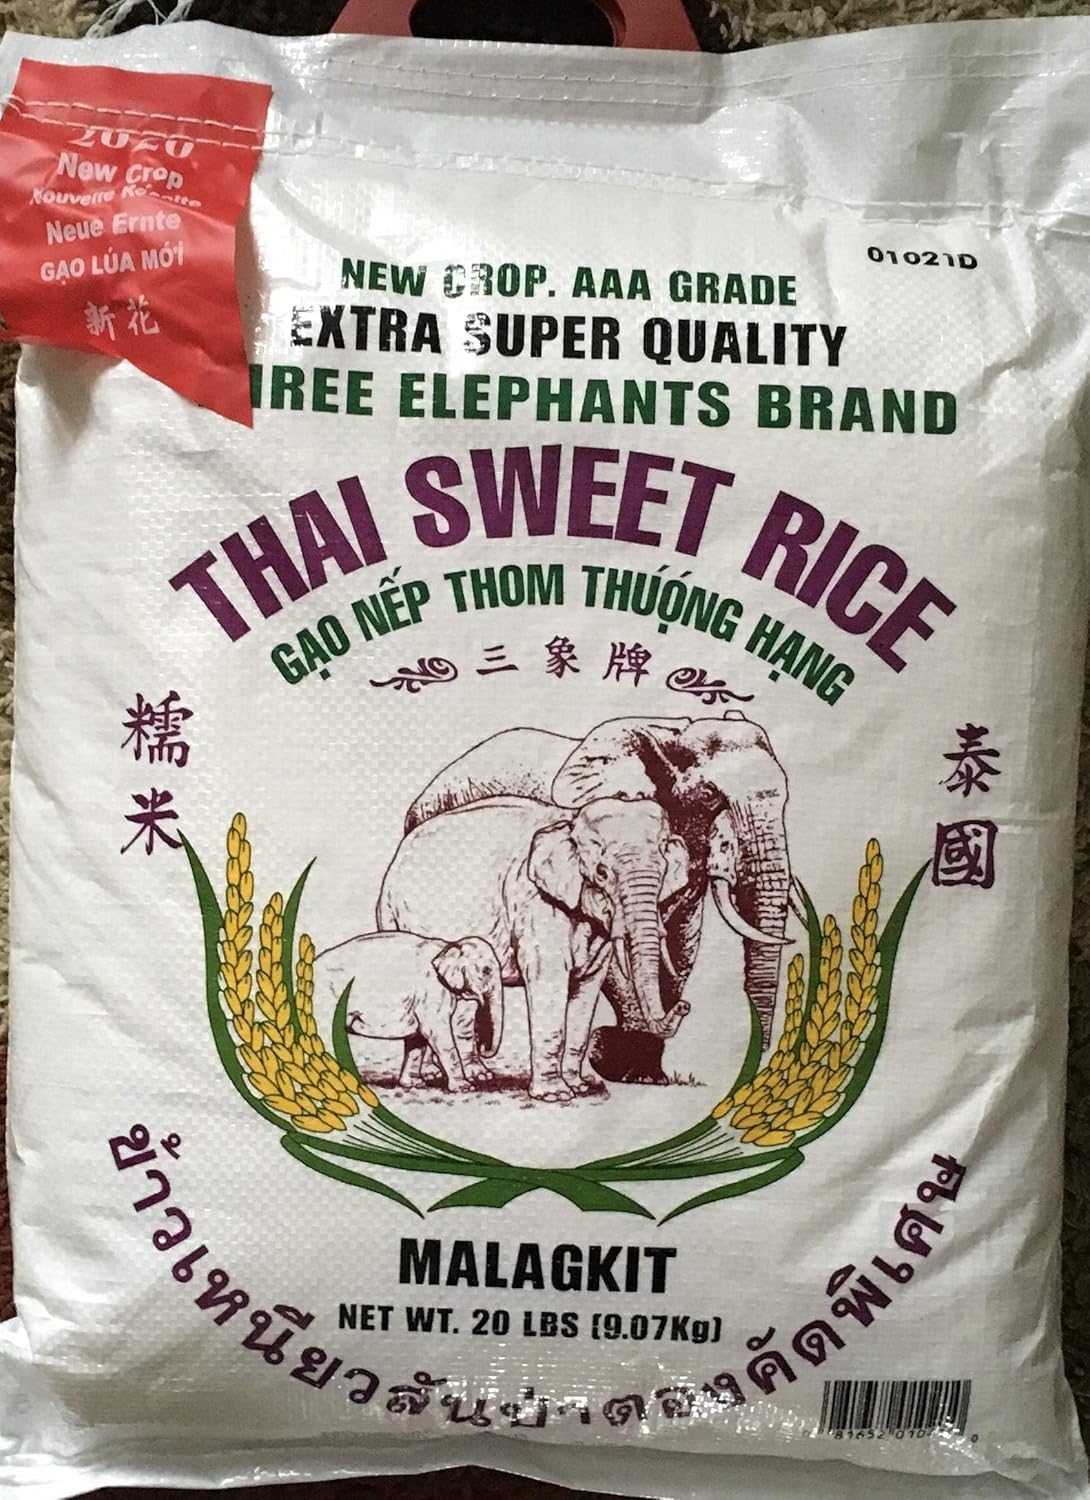 2020
New Crop
Nouvelle
Neue Ernte
GẠO LÚA MỚI
新花
01021D
NEW CROP. AAA GRADE
EXTRA SUPER QUALITY
HREE ELEPHANTS BRAND
THAI SWEET RICE
GẠO NẾP THOM THƯỢNG HẠNG
三象牌
糯米
泰國
MALAGKIT
NET WT. 20 LBS (9.07Kg)
ข้าวเหนียวสันป่าตองคัดพิเศษ